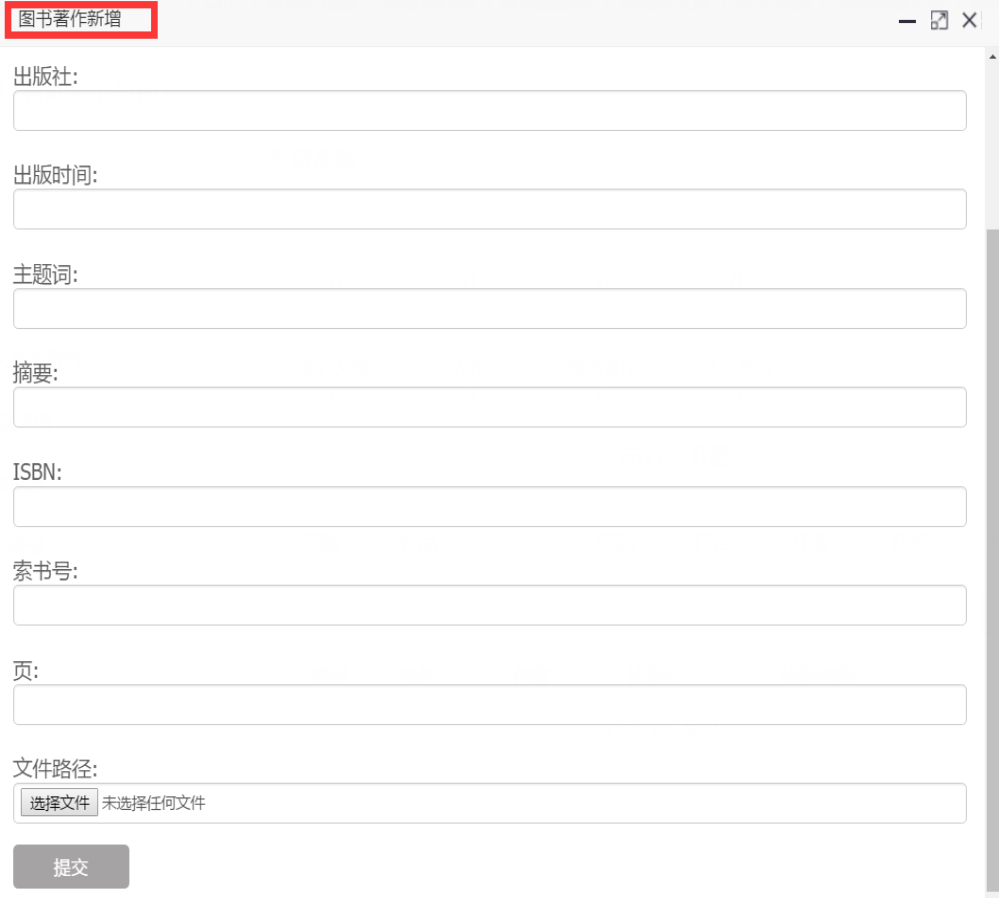 图书著作新增
出版社:
出版时间:
主题词:
摘要:
ISBN:
索书号:
页:
文件路径:
选择文件 未选择任何文件
提交